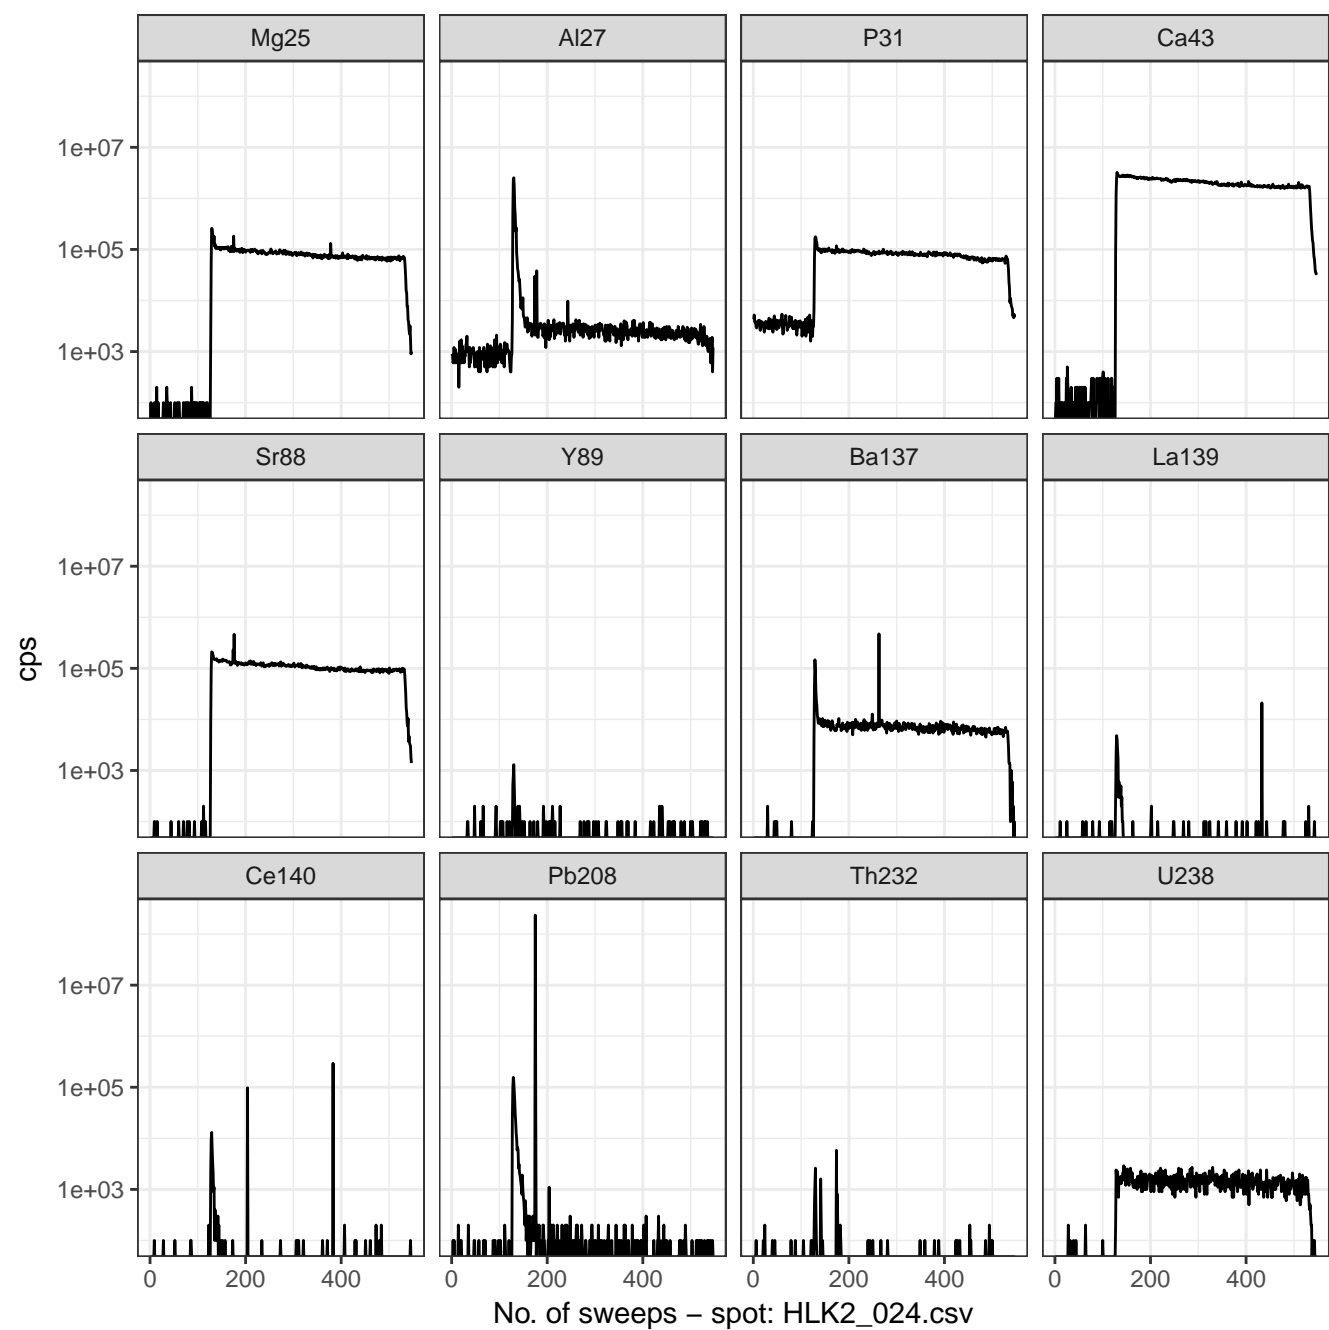 Mg25 Al27 P31 Ca43
1e+07
1e+05
1e+03
Sr88 Y89 Ba137 La139
1e+07
1e+05
1e+03
cps
Ce140 Pb208 Th232 U238
1e+07
1e+05
1e+03
0 200 400 0 200 400 0 200 400 0 200 400
No. of sweeps − spot: HLK2_024.csv